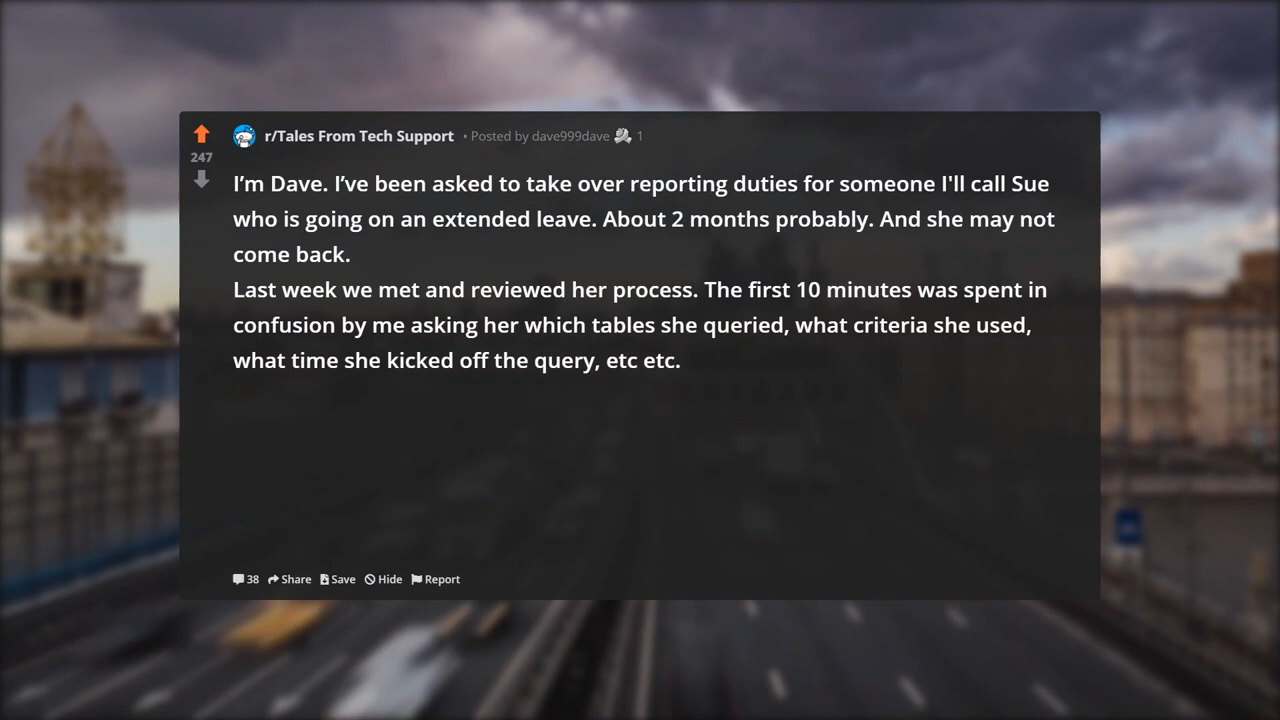 r/Tales From Tech Support • Posted by dave999dave 1
247
I’m Dave. I’ve been asked to take over reporting duties for someone I'll call Sue
who is going on an extended leave. About 2 months probably. And she may not
come back.
Last week we met and reviewed her process. The first 10 minutes was spent in
confusion by me asking her which tables she queried, what criteria she used,
what time she kicked off the query, etc etc.
38 Share Save Hide Report